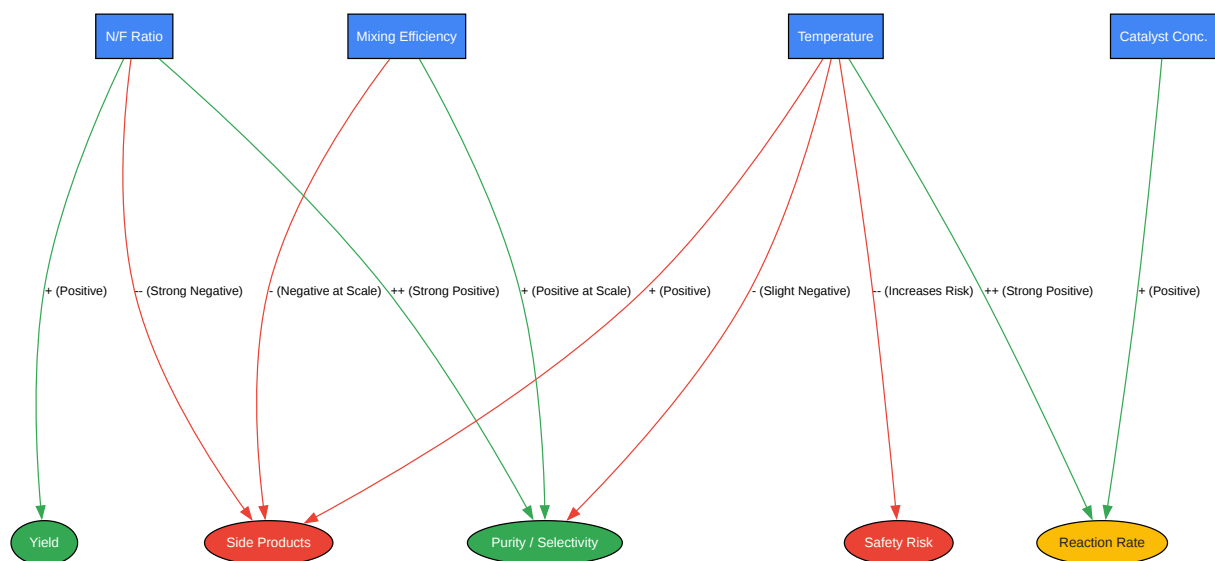 N/F Ratio
Mixing Efficiency
Temperature
Catalyst Conc.
+ (Positive)
-- (Strong Negative)
- (Negative at Scale)
++ (Strong Positive)
+ (Positive at Scale)
+ (Positive)
- (Slight Negative)
-- (Increases Risk)
++ (Strong Positive)
+ (Positive)
Yield
Side Products
Purity / Selectivity
Safety Risk
Reaction Rate